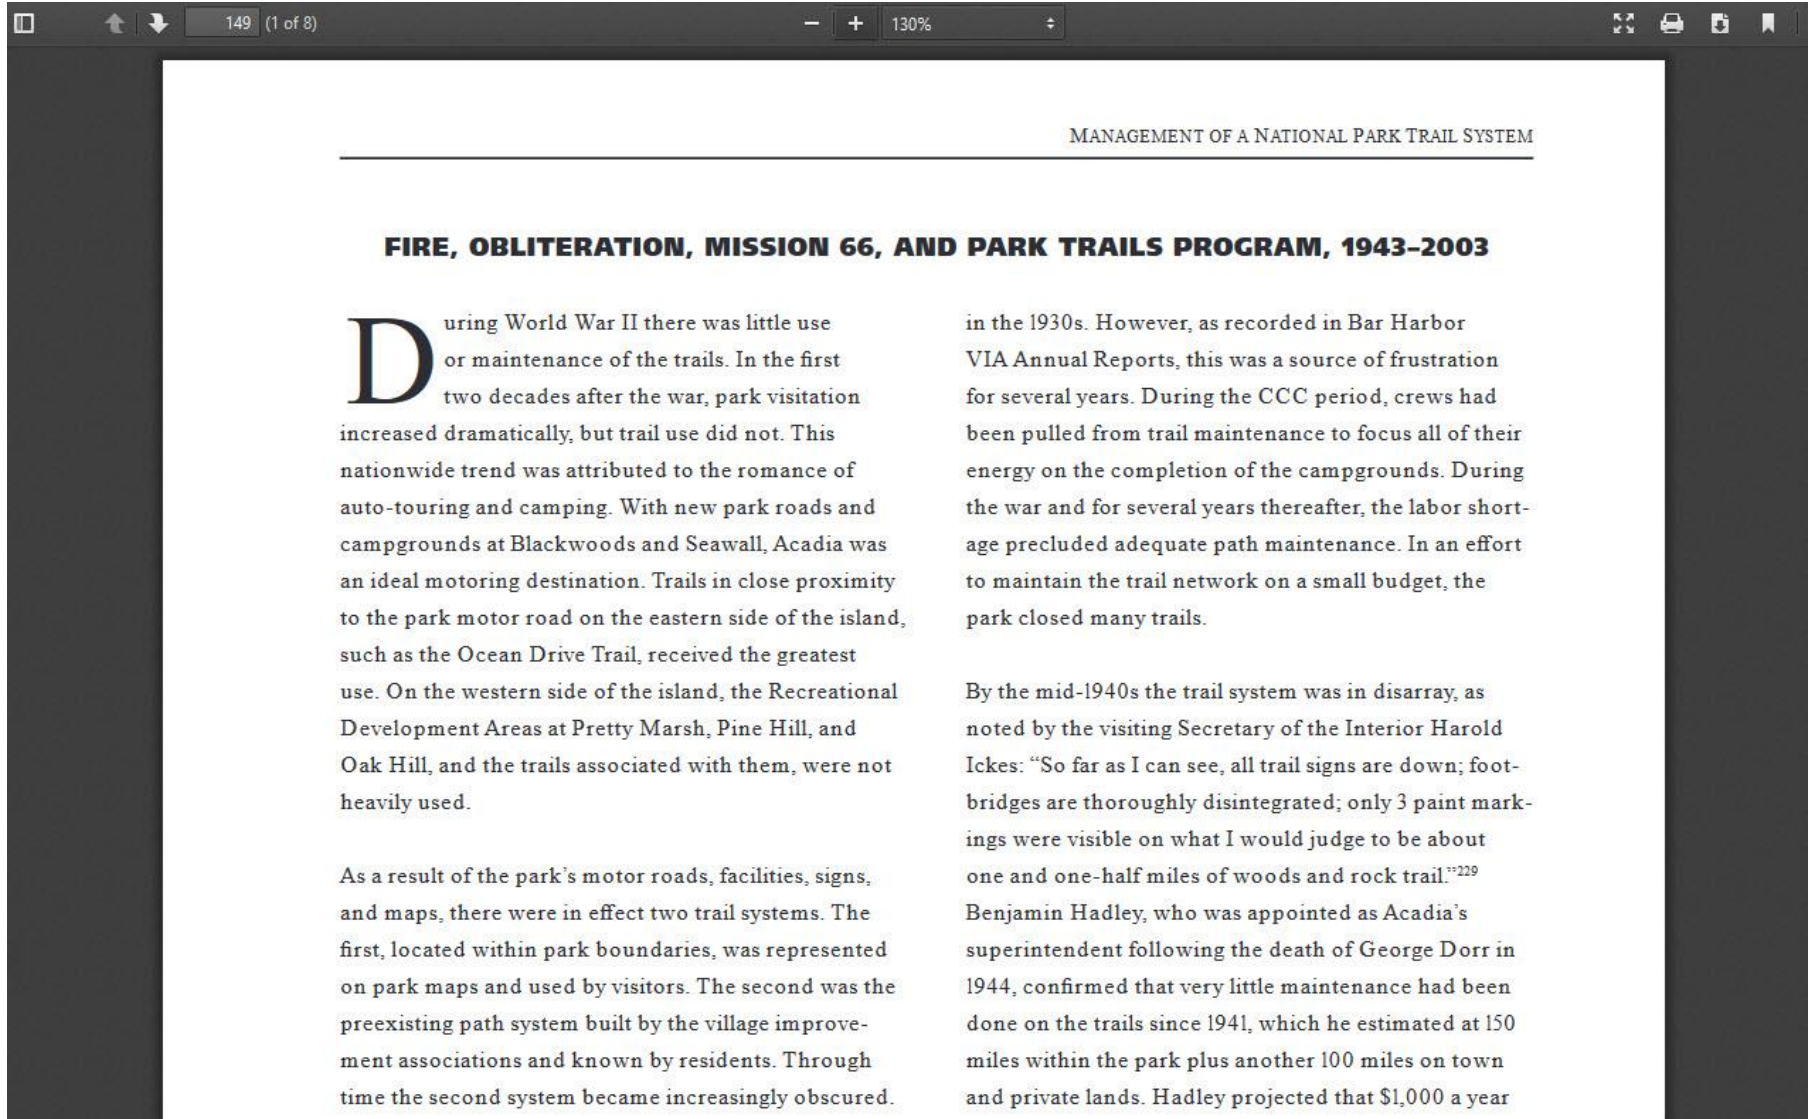 149 (1 of 8)
130%
MANAGEMENT OF A NATIONAL PARK TRAIL SYSTEM
FIRE, OBLITERATION, MISSION 66, AND PARK TRAILS PROGRAM, 1943–2003
During World War II there was little use
or maintenance of the trails. In the first
two decades after the war, park visitation
increased dramatically, but trail use did not. This
nationwide trend was attributed to the romance of
auto-touring and camping. With new park roads and
campgrounds at Blackwoods and Seawall, Acadia was
an ideal motoring destination. Trails in close proximity
to the park motor road on the eastern side of the island,
such as the Ocean Drive Trail, received the greatest
use. On the western side of the island, the Recreational
Development Areas at Pretty Marsh, Pine Hill, and
Oak Hill, and the trails associated with them, were not
heavily used.
As a result of the park’s motor roads, facilities, signs,
and maps, there were in effect two trail systems. The
first, located within park boundaries, was represented
on park maps and used by visitors. The second was the
preexisting path system built by the village improve-
ment associations and known by residents. Through
time the second system became increasingly obscured.
in the 1930s. However, as recorded in Bar Harbor
VIA Annual Reports, this was a source of frustration
for several years. During the CCC period, crews had
been pulled from trail maintenance to focus all of their
energy on the completion of the campgrounds. During
the war and for several years thereafter, the labor short-
age precluded adequate path maintenance. In an effort
to maintain the trail network on a small budget, the
park closed many trails.
By the mid-1940s the trail system was in disarray, as
noted by the visiting Secretary of the Interior Harold
Ickes: “So far as I can see, all trail signs are down; foot-
bridges are thoroughly disintegrated; only 3 paint mark-
ings were visible on what I would judge to be about
one and one-half miles of woods and rock trail.”229
Benjamin Hadley, who was appointed as Acadia’s
superintendent following the death of George Dorr in
1944, confirmed that very little maintenance had been
done on the trails since 1941, which he estimated at 150
miles within the park plus another 100 miles on town
and private lands. Hadley projected that $1,000 a year